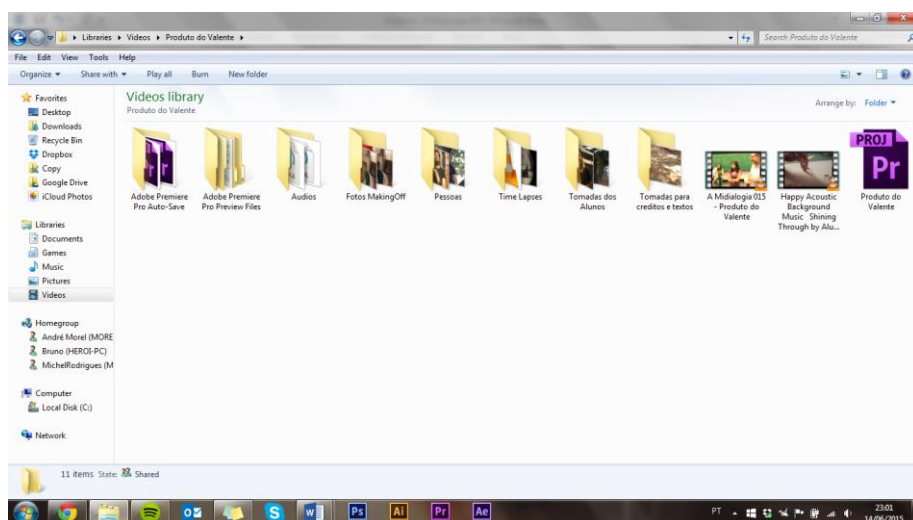 Libraries ▸ Videos ▸ Produto do Valente ▸
Search Produto do Valente
File Edit View Tools Help
Organize Share with Play all Burn New folder
Favorites
Desktop
Downloads
Recycle Bin
Dropbox
Copy
Google Drive
iCloud Photos
Libraries
Documents
Games
Music
Pictures
Videos
Homegroup
André Morel (MORE
Bruno (HEROI-PC)
MichelRodrigues (M
Computer
Local Disk (C:)
Network
Videos library
Produto do Valente
Arrange by: Folder
Adobe Premiere
Pro Auto-Save
Adobe Premiere
Pro Preview Files
Audios
Fotos MakingOff
Pessoas
Time Lapses
Tomadas dos
Alunos
Tomadas para
creditos e textos
A Midialogia 015
- Produto do
Valente
Happy Acoustic
Background
Music Shining
Through by Alu...
PROJ
Pr
Produto do
Valente
11 items State: Shared
Ps Ai Pr Ae
PT
23:01
14/06/2015